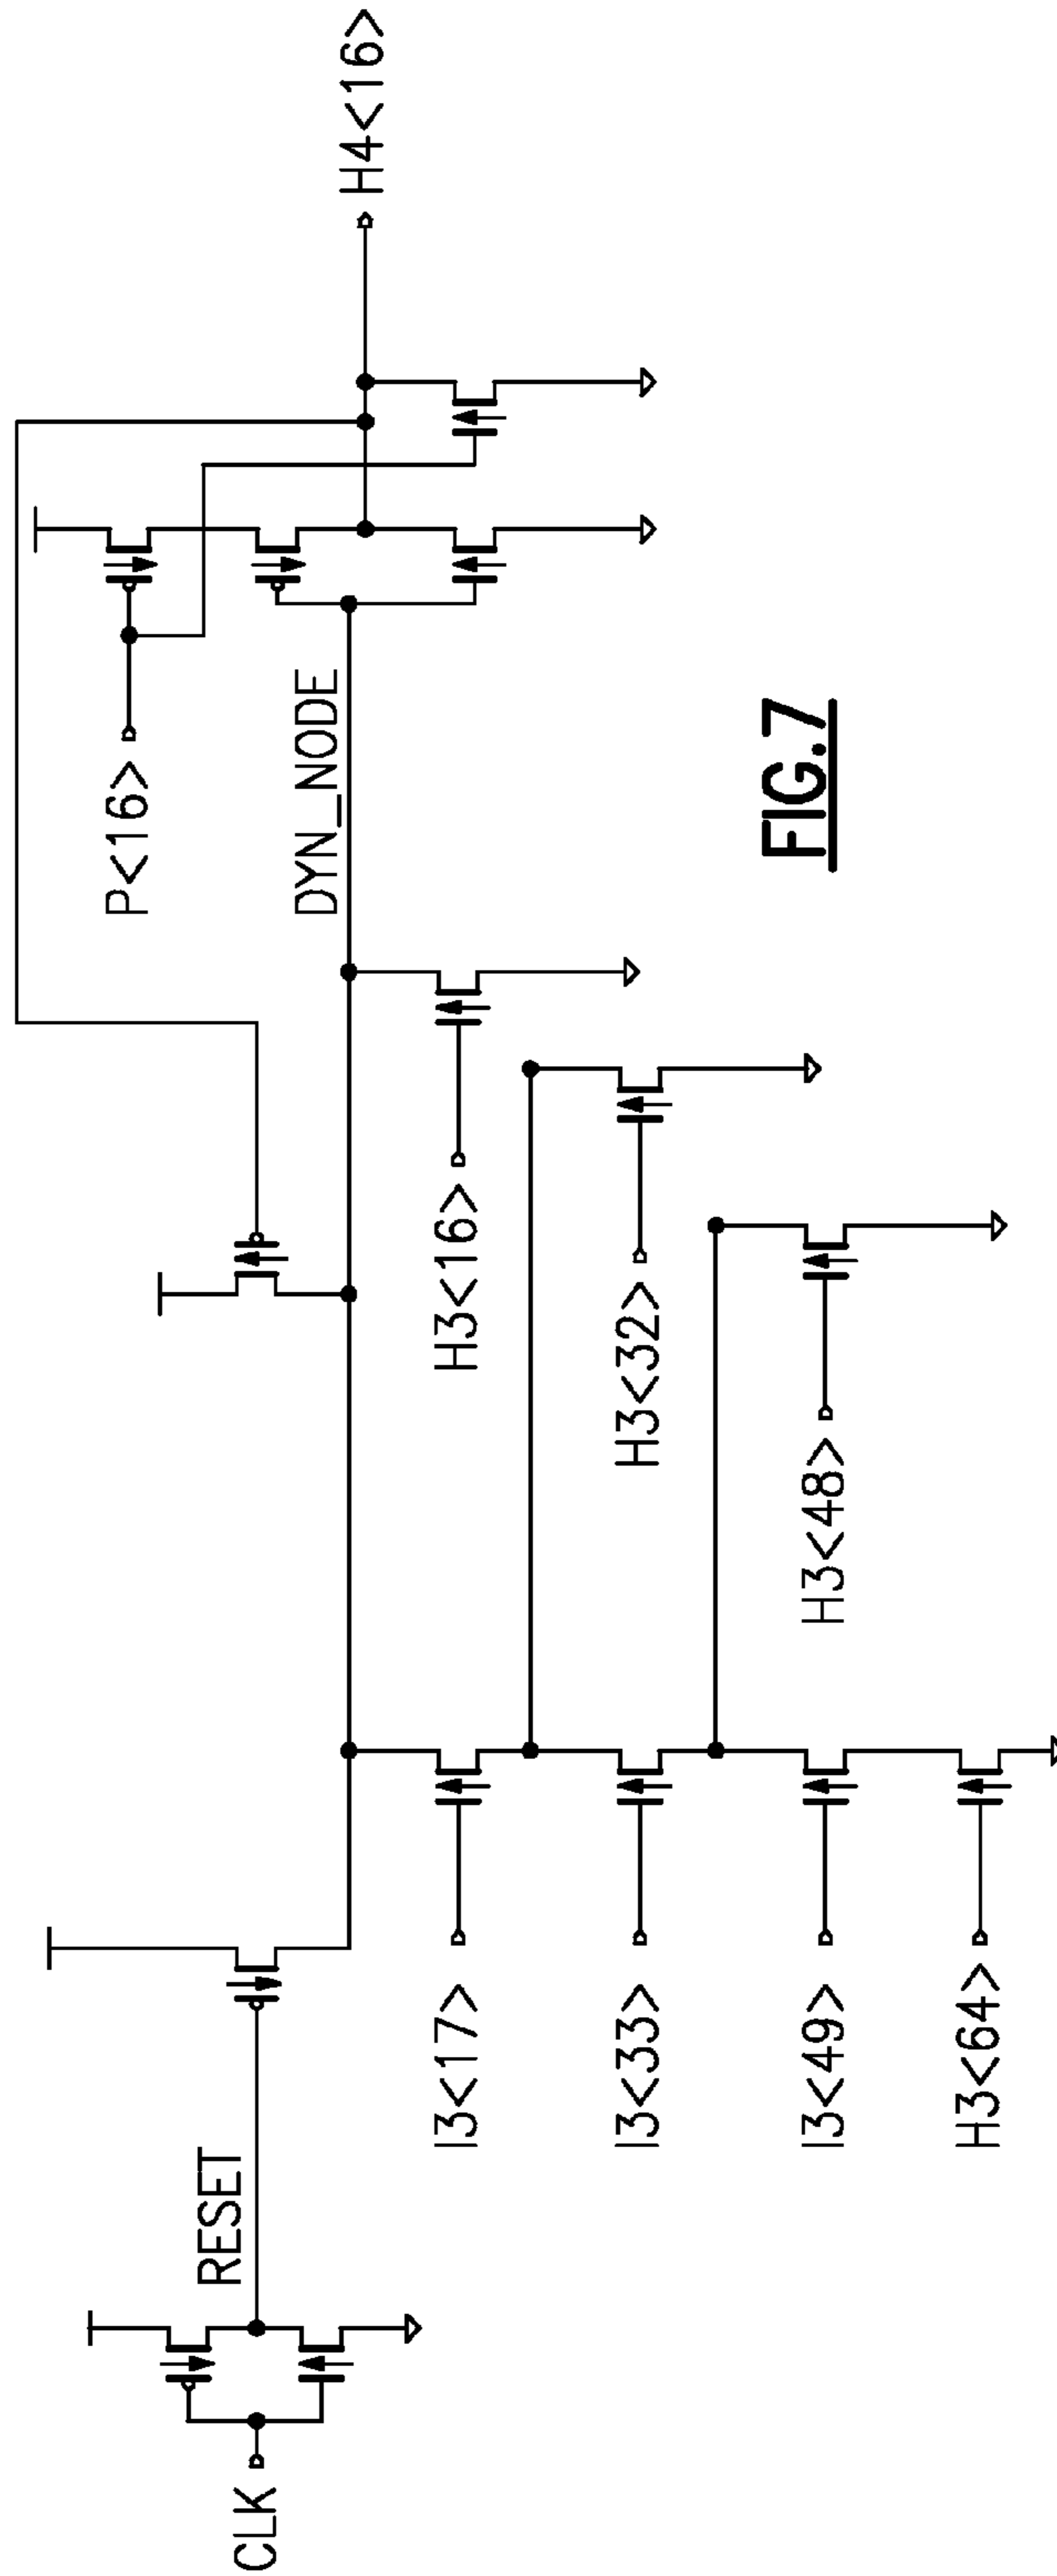 CLK
RESET
I3<17>
I3<33>
I3<49>
H3<64>
H3<16>
H3<32>
H3<48>
P<16>
DYN_NODE
H4<16>
FIG.7